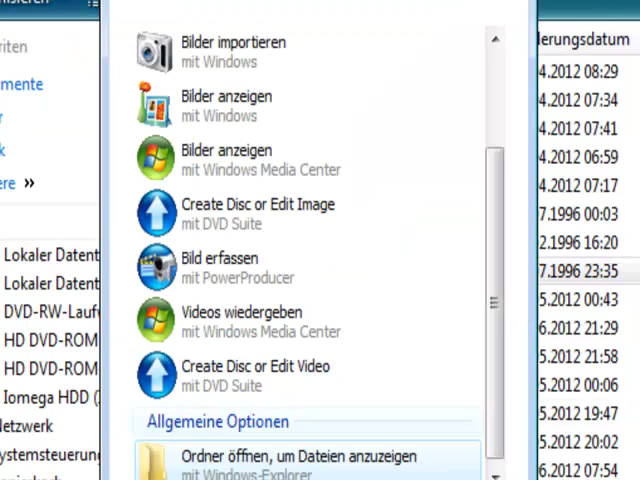 Bilder importieren
mit Windows
Bilder anzeigen
mit Windows
Bilder anzeigen
mit Windows Media Center
Create Disc or Edit Image
mit DVD Suite
Bild erfassen
mit PowerProducer
Videos wiedergeben
mit Windows Media Center
Create Disc or Edit Video
mit DVD Suite
Allgemeine Optionen
Ordner öffnen, um Dateien anzuzeigen
mit Windows-Explorer
riten
mente
r
k
ere »
Lokaler Datent
Lokaler Datent
DVD-RW-Lauf
HD DVD-ROM
HD DVD-ROM
Iomega HDD (
Netzwerk
ystemsteuerung
derungsdatum
4.2012 08:29
4.2012 07:34
4.2012 07:41
4.2012 06:59
4.2012 07:17
7.1996 00:03
2.1996 16:20
7.1996 23:35
5.2012 00:43
6.2012 21:29
5.2012 21:58
5.2012 00:06
5.2012 19:47
5.2012 20:02
6.2012 07:54